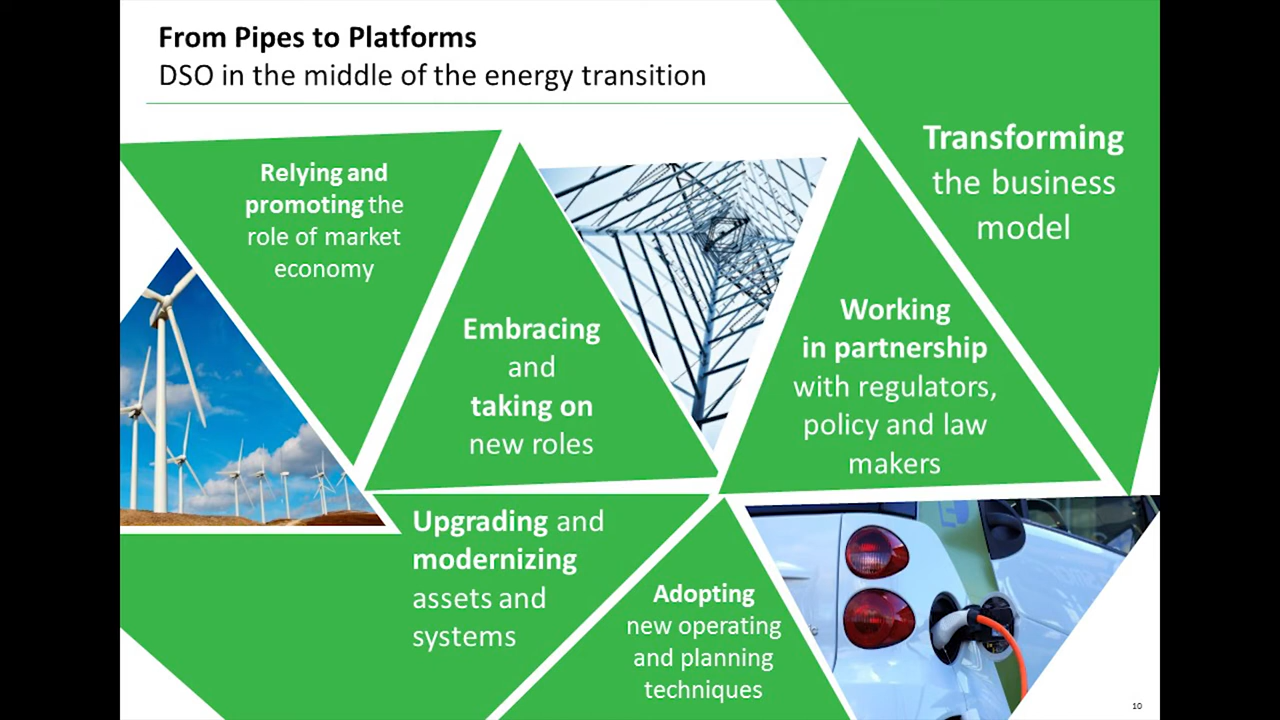 From Pipes to Platforms
DSO in the middle of the energy transition
Relying and
promoting the
role of market
economy
Embracing
and
taking on
new roles
Working
in partnership
with regulators,
policy and law
makers
Transforming
the business
model
Upgrading and
modernizing
assets and
systems
Adopting
new operating
and planning
techniques
10